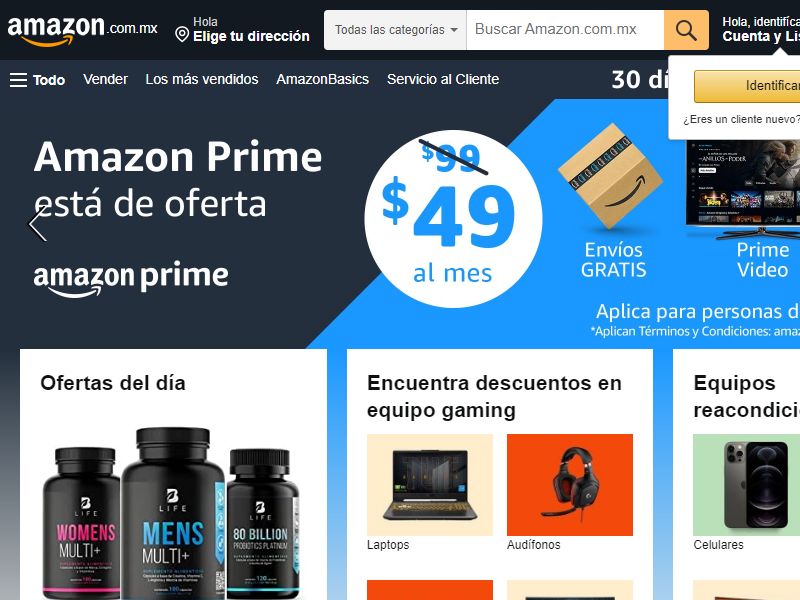 amazon.com.mx
Hola
Elige tu dirección
Todas las categorías
Buscar Amazon.com.mx
Hola, identifíca
Cuenta y Lis
Todo
Vender
Los más vendidos
AmazonBasics
Servicio al Cliente
30 dí
Identificar
¿Eres un cliente nuevo?
Amazon Prime
está de oferta
amazon prime
$99
$49
al mes
Envíos
GRATIS
Prime
Video
Aplica para personas d
*Aplican Términos y Condiciones: amaz
Ofertas del día
B
LIFE
WOMENS
MULTI+
B
LIFE
MENS
MULTI+
B
LIFE
80 BILLION
PROBIOTICS PLATINUM
Encuentra descuentos en
equipo gaming
Laptops
Audífonos
Equipos
reacondici
Celulares